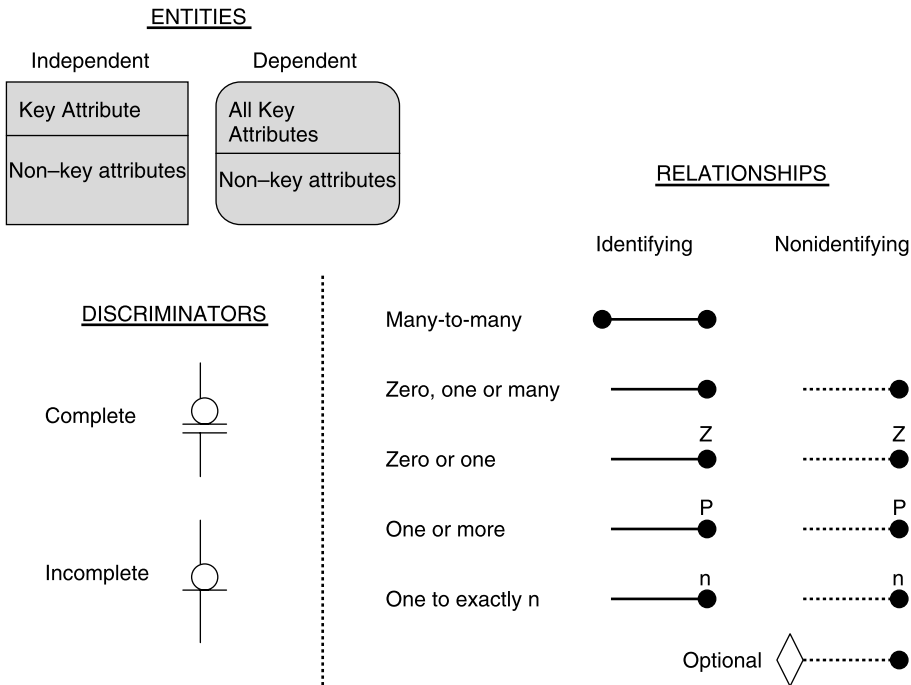 ENTITIES
Independent
Dependent
Key Attribute
Non–key attributes
All Key
Attributes
Non–key attributes
RELATIONSHIPS
Identifying
Nonidentifying
DISCRIMINATORS
Complete
Incomplete
Many-to-many
Zero, one or many
Zero or one
Z
Z
One or more
P
P
One to exactly n
n
n
Optional